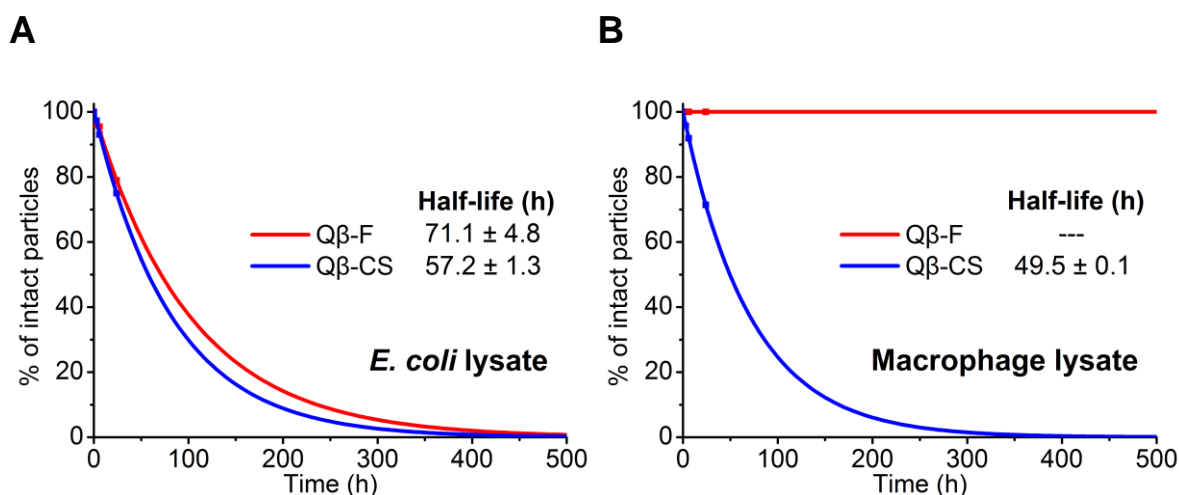 A
% of intact particles
100
80
60
40
20
0
Half-life (h)
Qβ-F 71.1 ± 4.8
Qβ-CS 57.2 ± 1.3
E. coli lysate
0 100 200 300 400 500
Time (h)
B
% of intact particles
100
80
60
40
20
0
Half-life (h)
Qβ-F ---
Qβ-CS 49.5 ± 0.1
Macrophage lysate
0 100 200 300 400 500
Time (h)